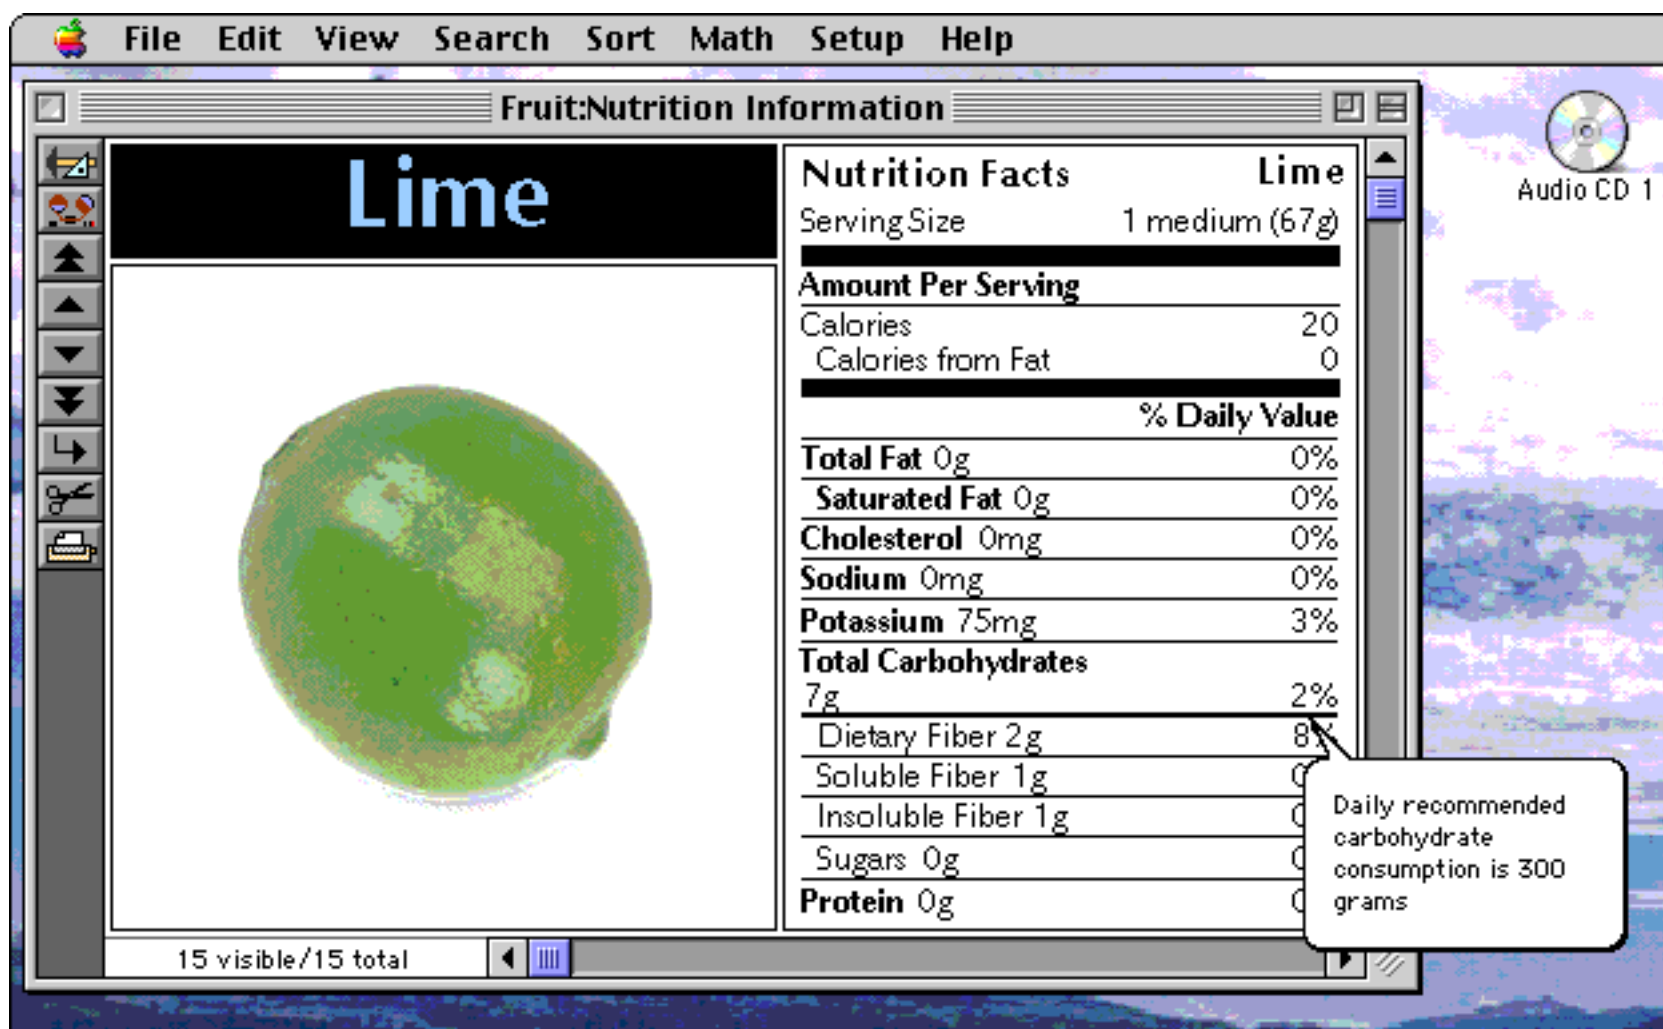 File Edit View Search Sort Math Setup Help
Fruit:Nutrition Information
Audio CD 1
Lime
Nutrition Facts Lime
Serving Size 1 medium (67g)
Amount Per Serving
Calories 20
Calories from Fat 0
% Daily Value
Total Fat 0g 0%
Saturated Fat 0g 0%
Cholesterol 0mg 0%
Sodium 0mg 0%
Potassium 75mg 3%
Total Carbohydrates
7g 2%
Dietary Fiber 2g
Soluble Fiber 1g
Insoluble Fiber 1g
Sugars 0g
Protein 0g
Daily recommended
carbohydrate
consumption is 300
grams
15 visible/15 total